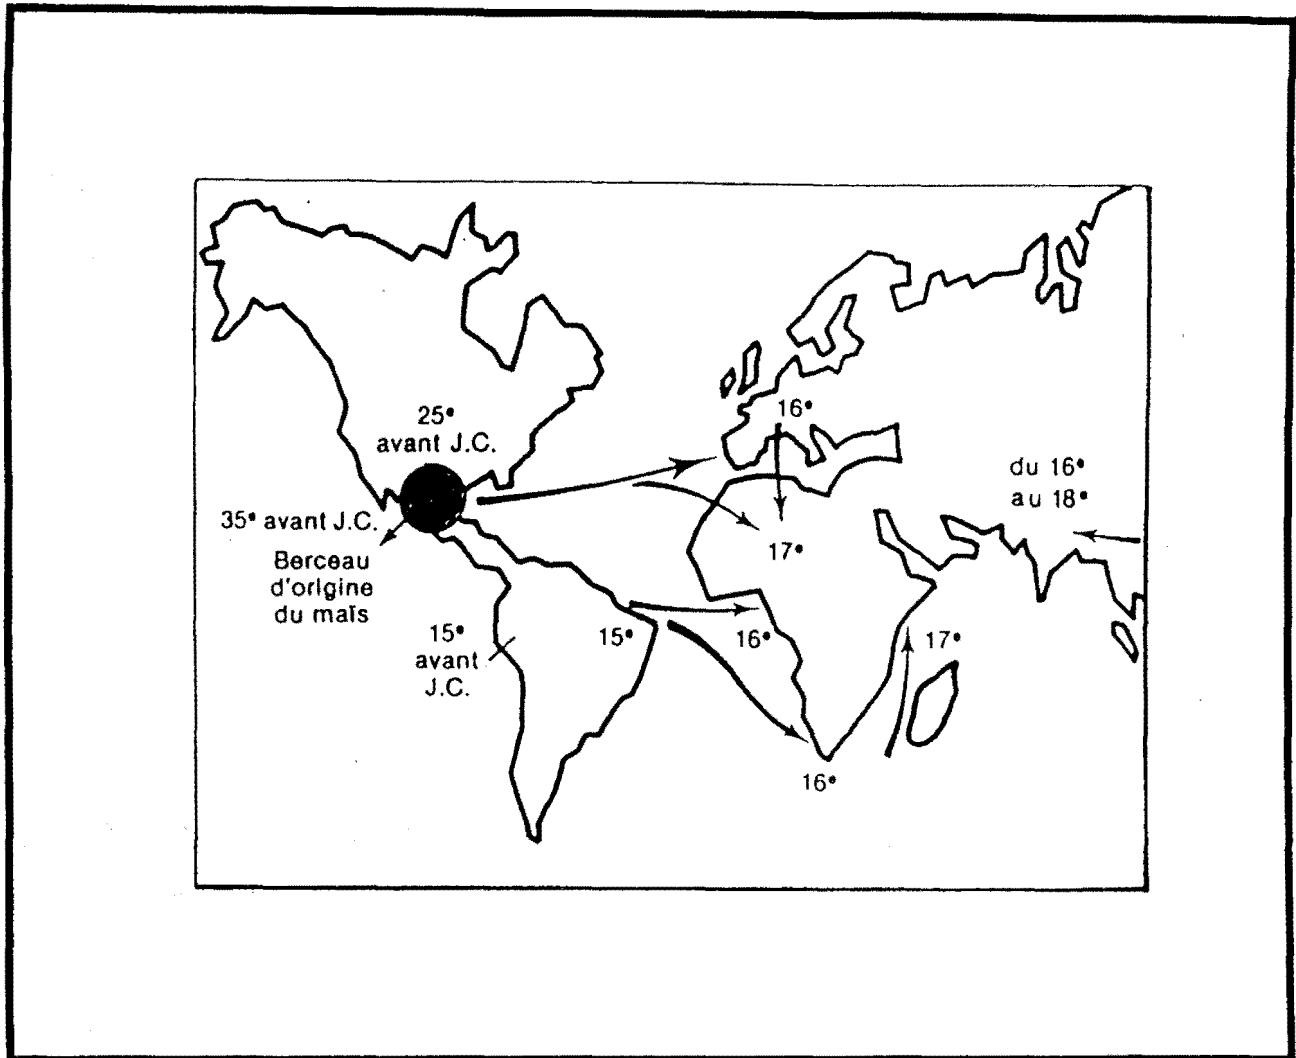 25e
avant J.C.
35e avant J.C.
Berceau
d'origine
du maïs
15e
avant
J.C.
15e
16e
17e
16e
16e
17e
du 16e
au 18e